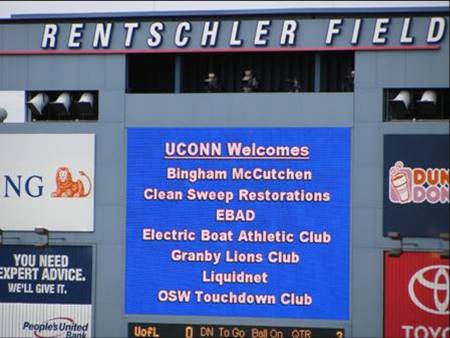 RENTSCHLER FIELD
UCONN Welcomes
Bingham McCutchen
Clean Sweep Restorations
EBAD
Electric Boat Athletic Club
Granby Lions Club
Liquidnet
OSW Touchdown Club
NG
DUN
DON
YOU NEED
EXPERT ADVICE.
WE'LL GIVE IT.
People's United
Bank
TOYO
UofL 0 DN To Go Ball On QTR 3